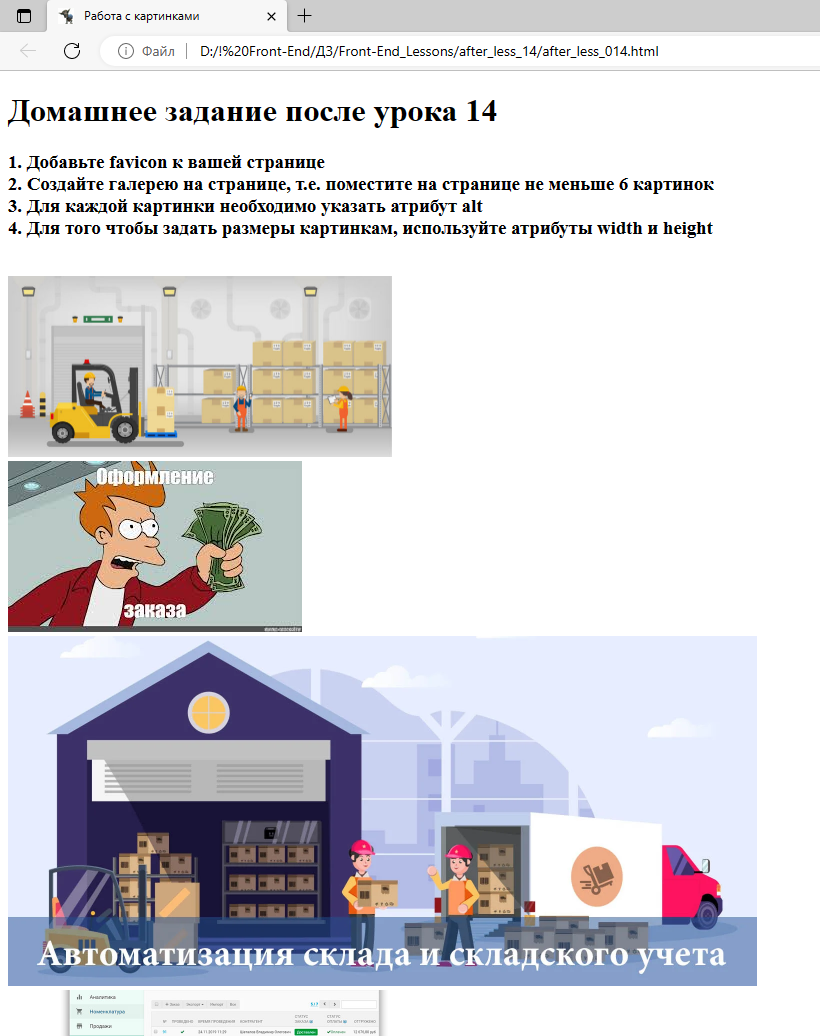 Работа с картинками
Файл
D:/!%20Front-End/ДЗ/Front-End_Lessons/after_less_14/after_less_014.html
Домашнее задание после урока 14
1. Добавьте favicon к вашей странице
2. Создайте галерею на странице, т.е. поместите на странице не меньше 6 картинок
3. Для каждой картинки необходимо указать атрибут alt
4. Для того чтобы задать размеры картинкам, используйте атрибуты width и height
Оформление
заказа
Автоматизация склада и складского учета
Аналитика
Номенклатура
Продажи